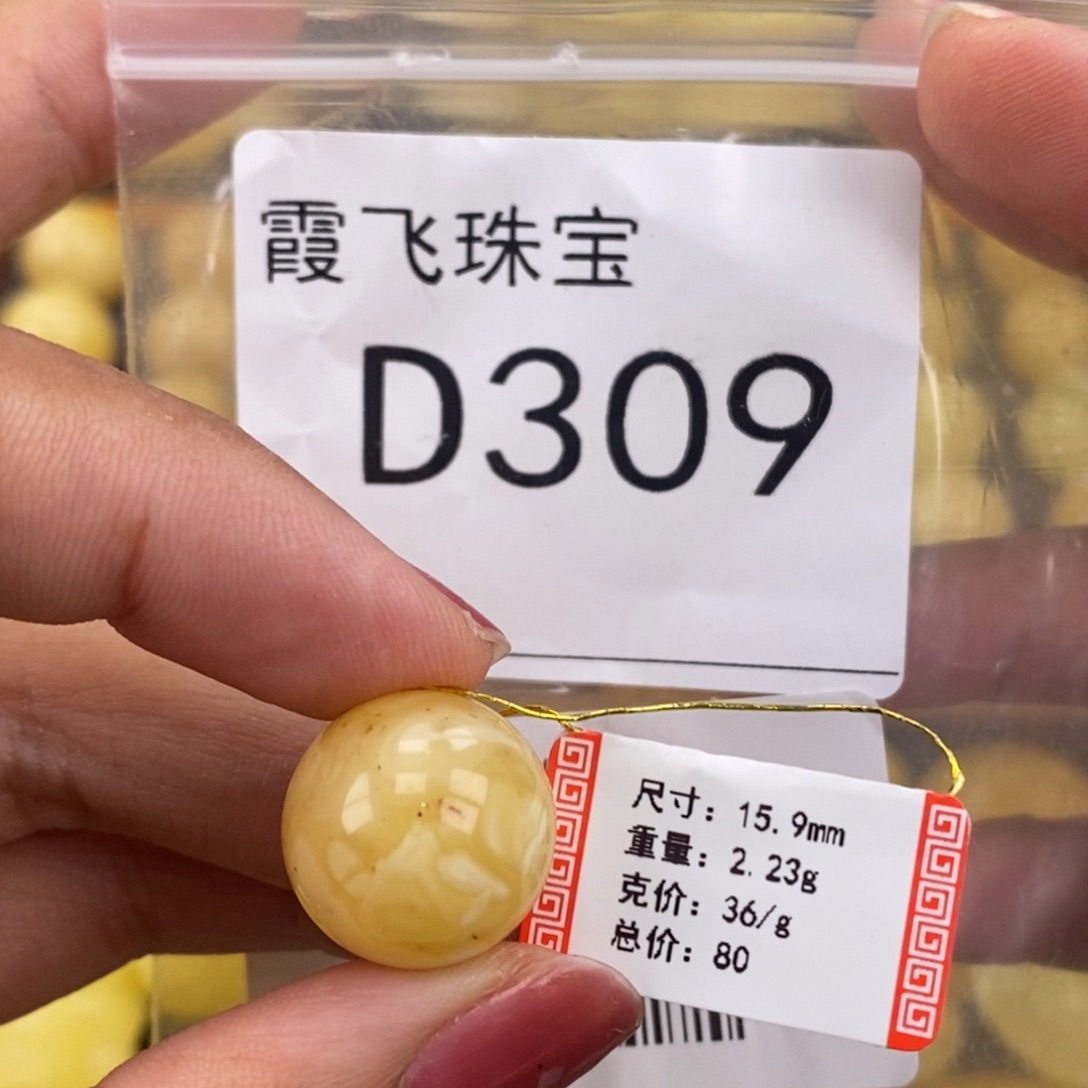 霞飞珠宝
D309
尺寸：15.9mm
重量：2.23g
克价：36/g
总价：80